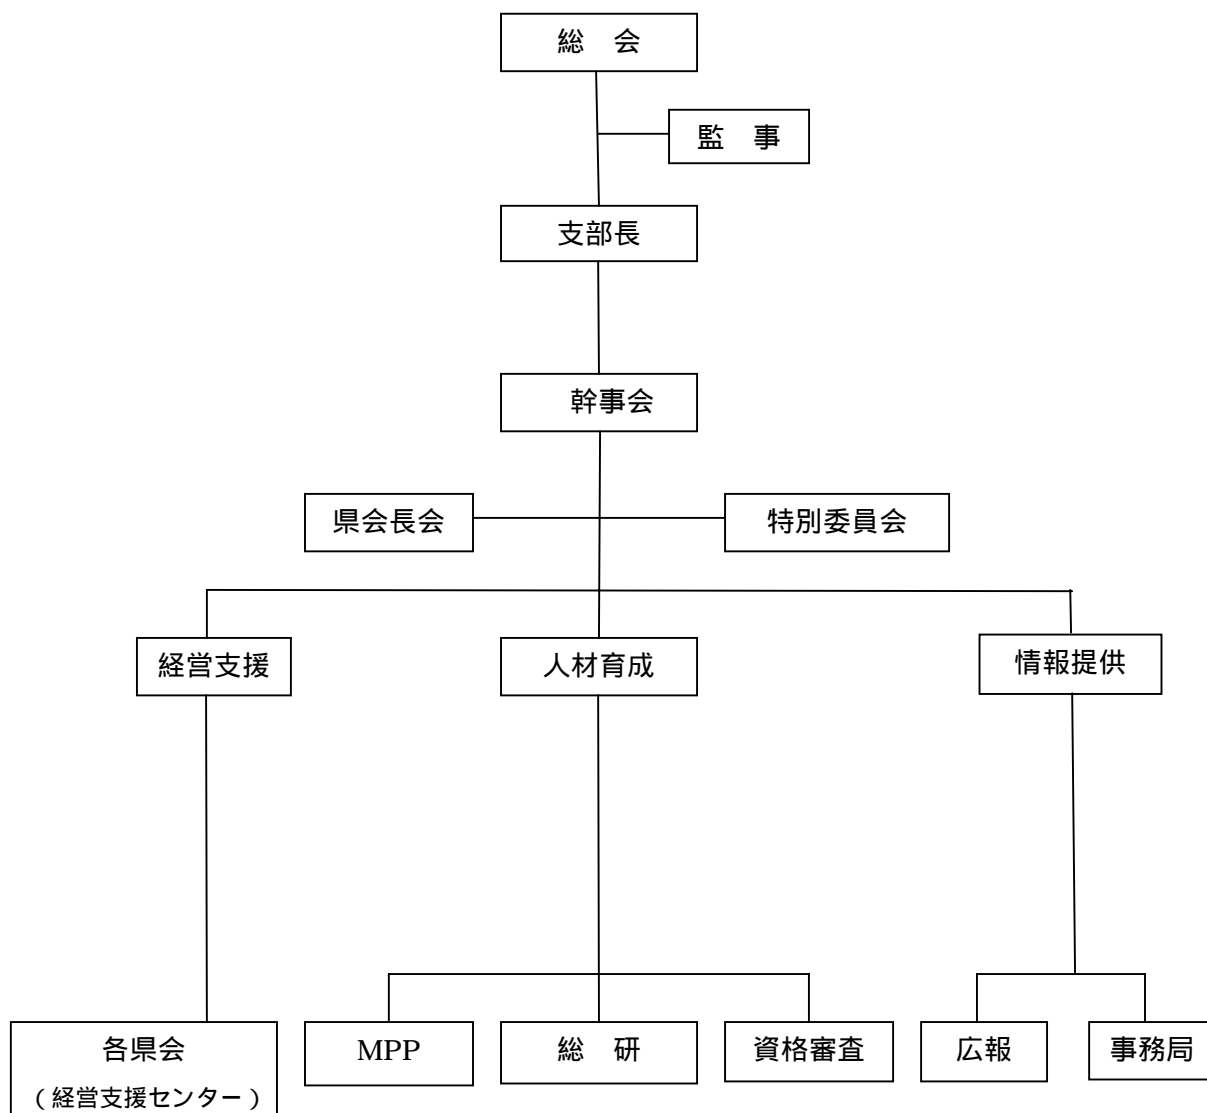 総　会
監　事
支部長
幹事会
県会長会
特別委員会
経営支援
人材育成
情報提供
各県会
（経営支援センター）
MPP
総　研
資格審査
広報
事務局